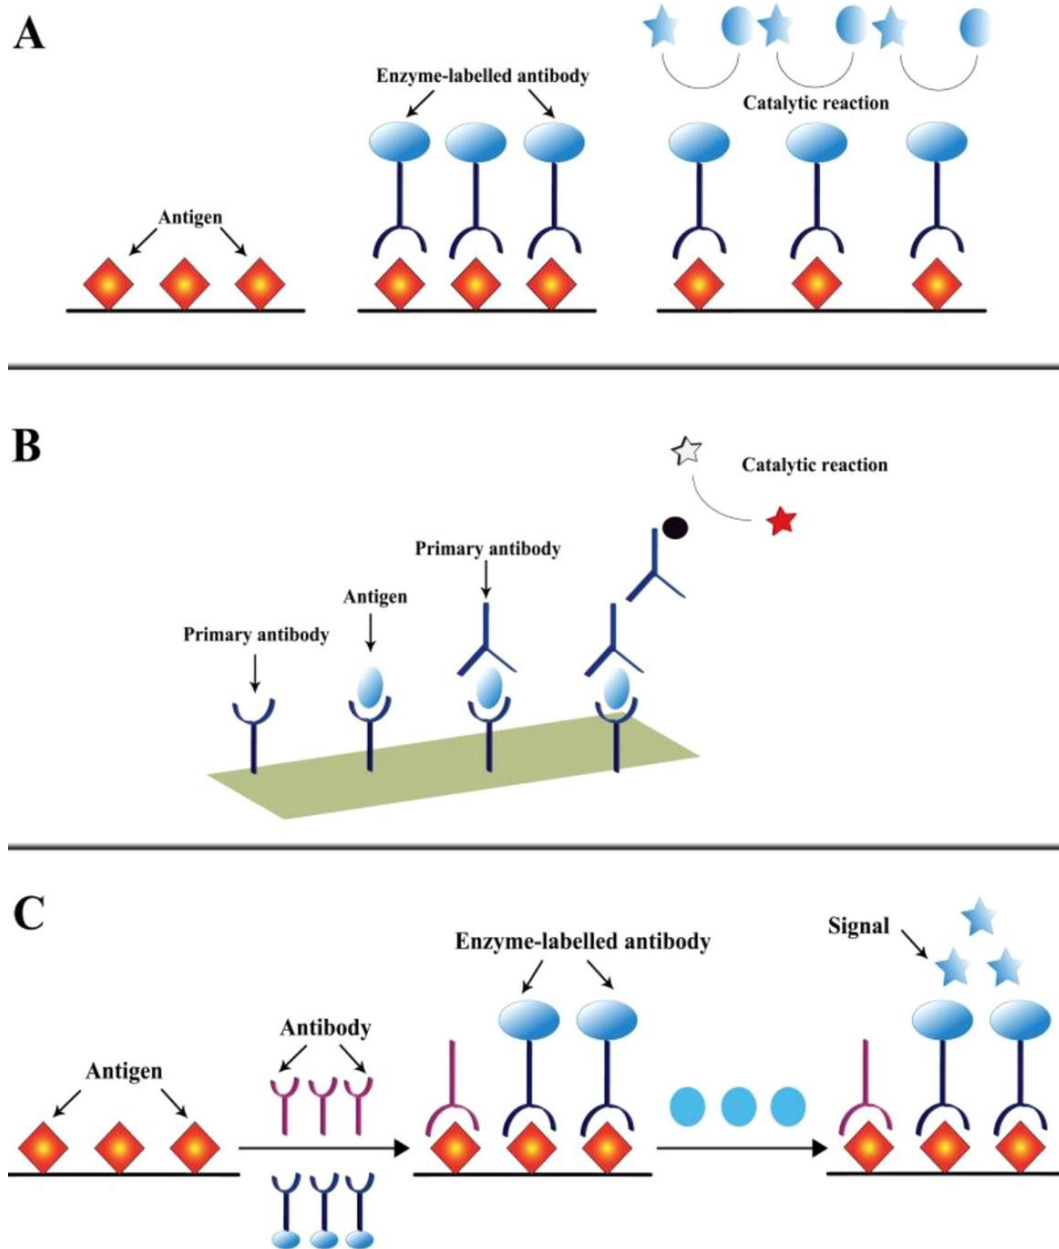 A
Enzyme-labelled antibody
Catalytic reaction
Antigen
B
Catalytic reaction
Primary antibody
Antigen
Primary antibody
C
Signal
Enzyme-labelled antibody
Antibody
Antigen